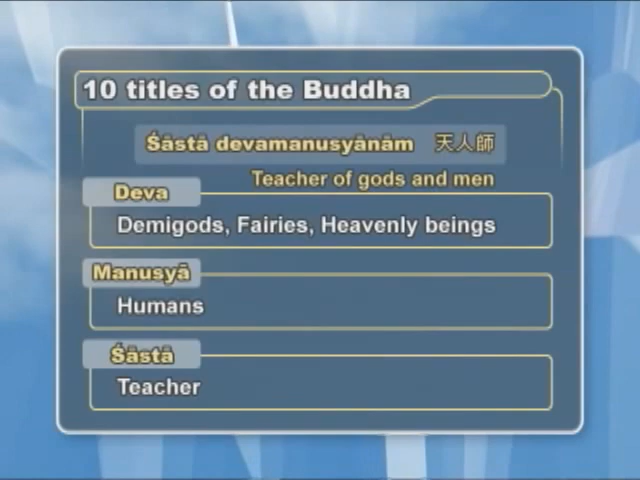 10 titles of the Buddha
Śāstā devamanusyānām 天人師
Teacher of gods and men
Deva
Demigods, Fairies, Heavenly beings
Manusyā
Humans
Śāstā
Teacher